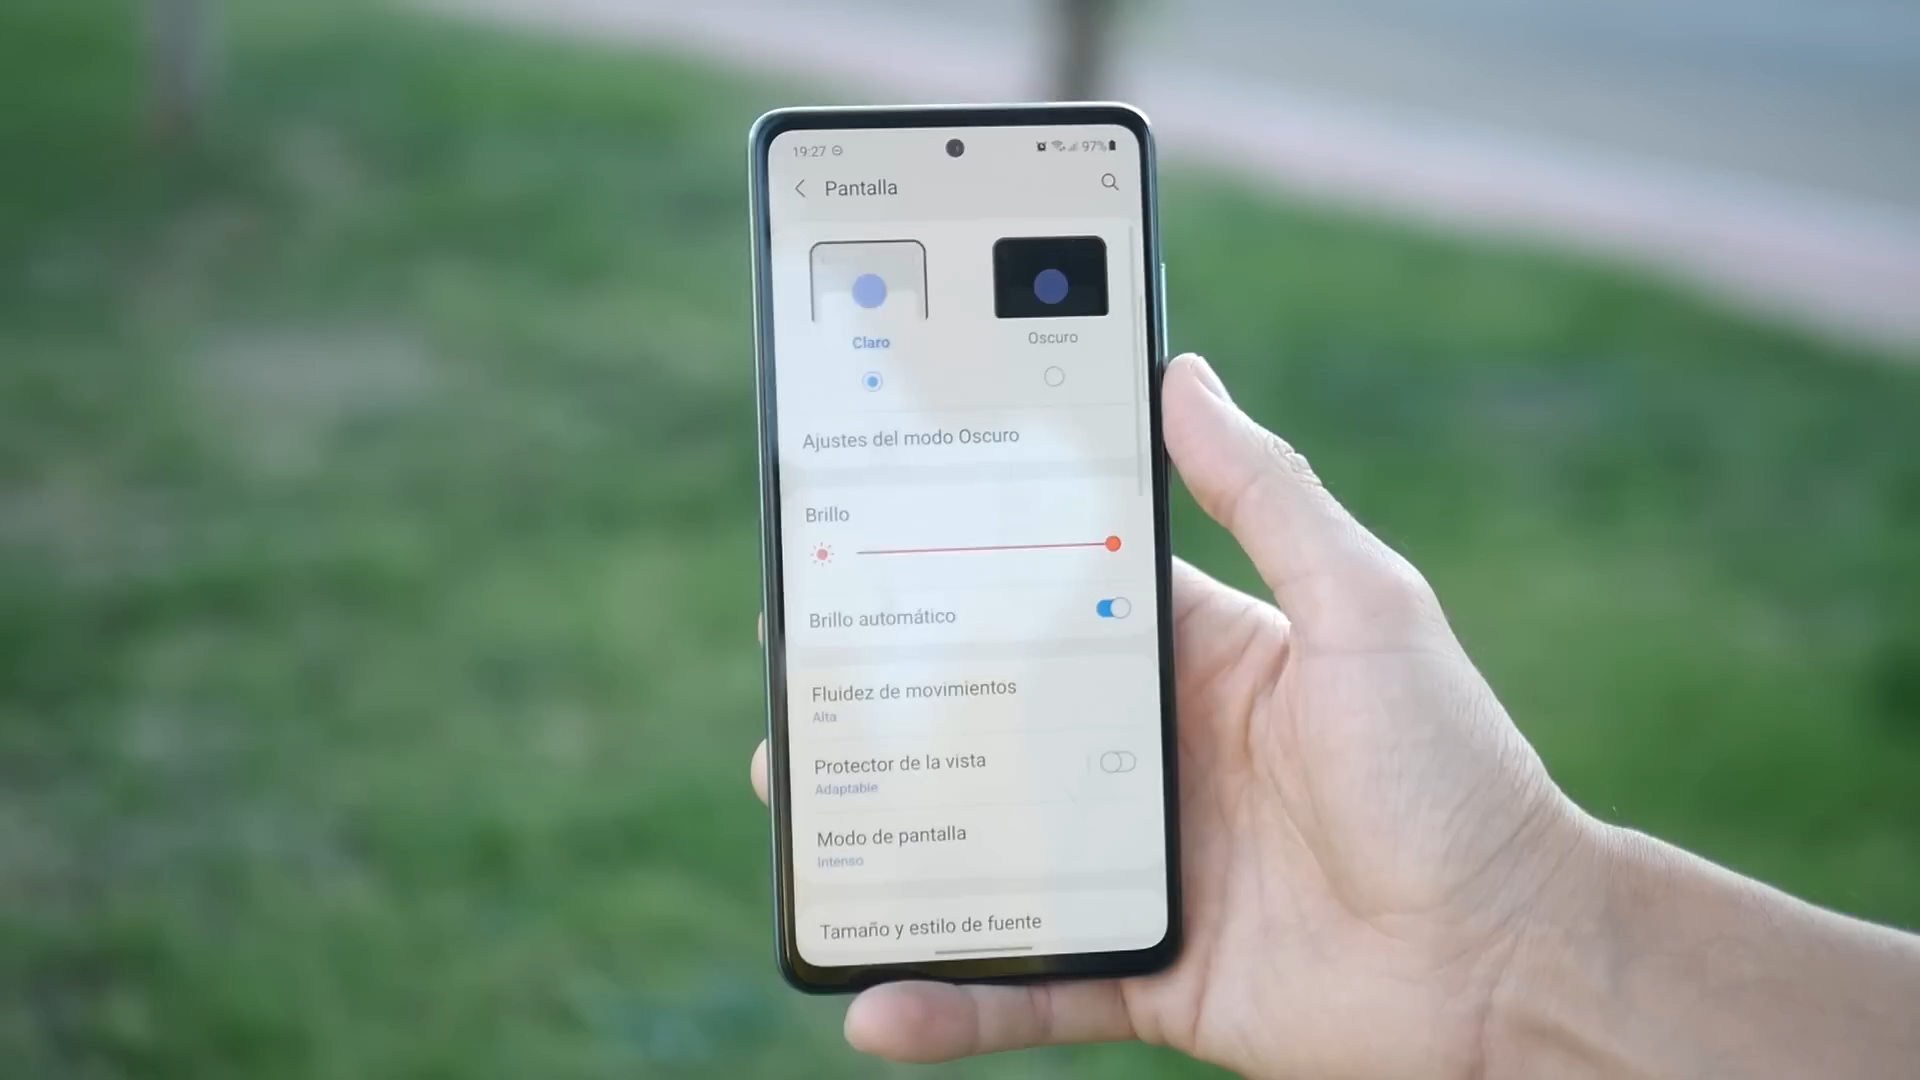 19:27 97%
Pantalla
Claro Oscuro
Ajustes del modo Oscuro
Brillo
Brillo automático
Fluidez de movimientos
Alta
Protector de la vista
Adaptable
Modo de pantalla
Intenso
Tamaño y estilo de fuente